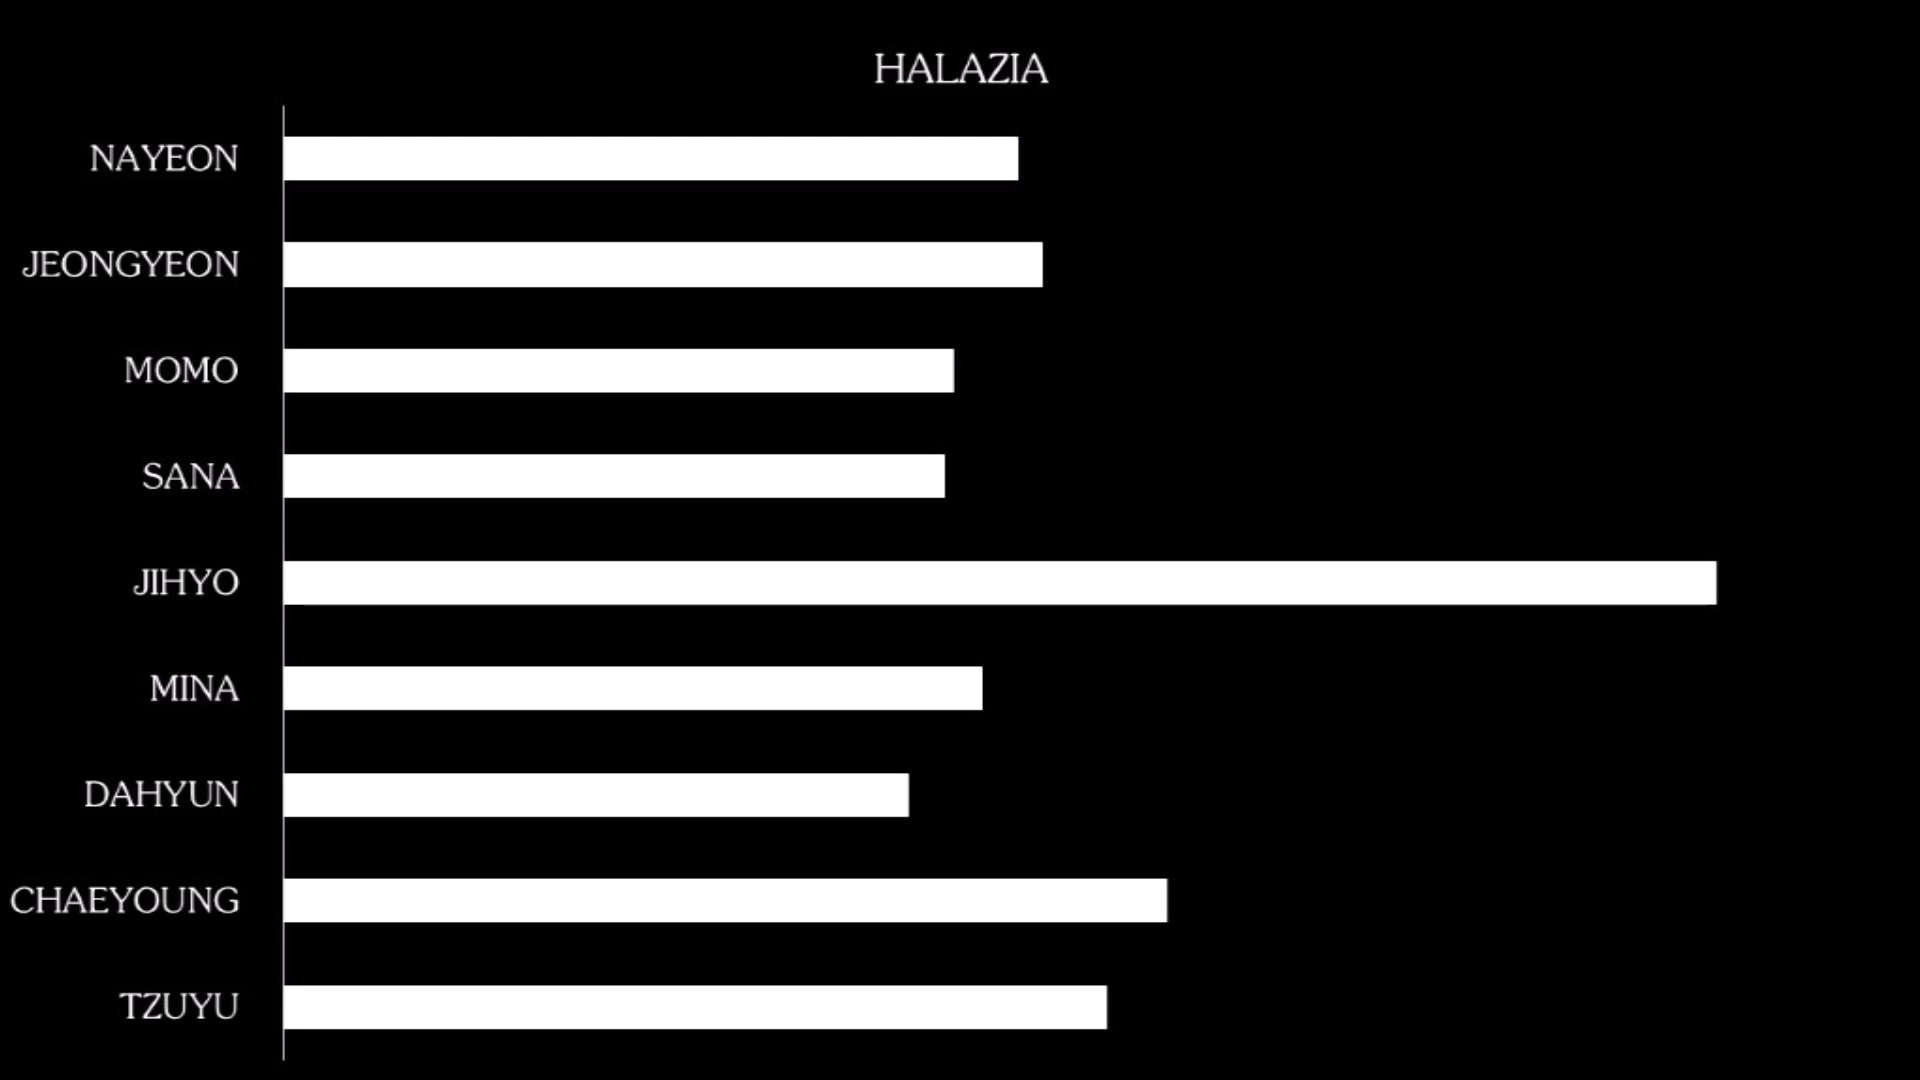 HALAZIA
NAYEON
JEONGYEON
MOMO
SANA
JIHYO
MINA
DAHYUN
CHAEYOUNG
TZUYU